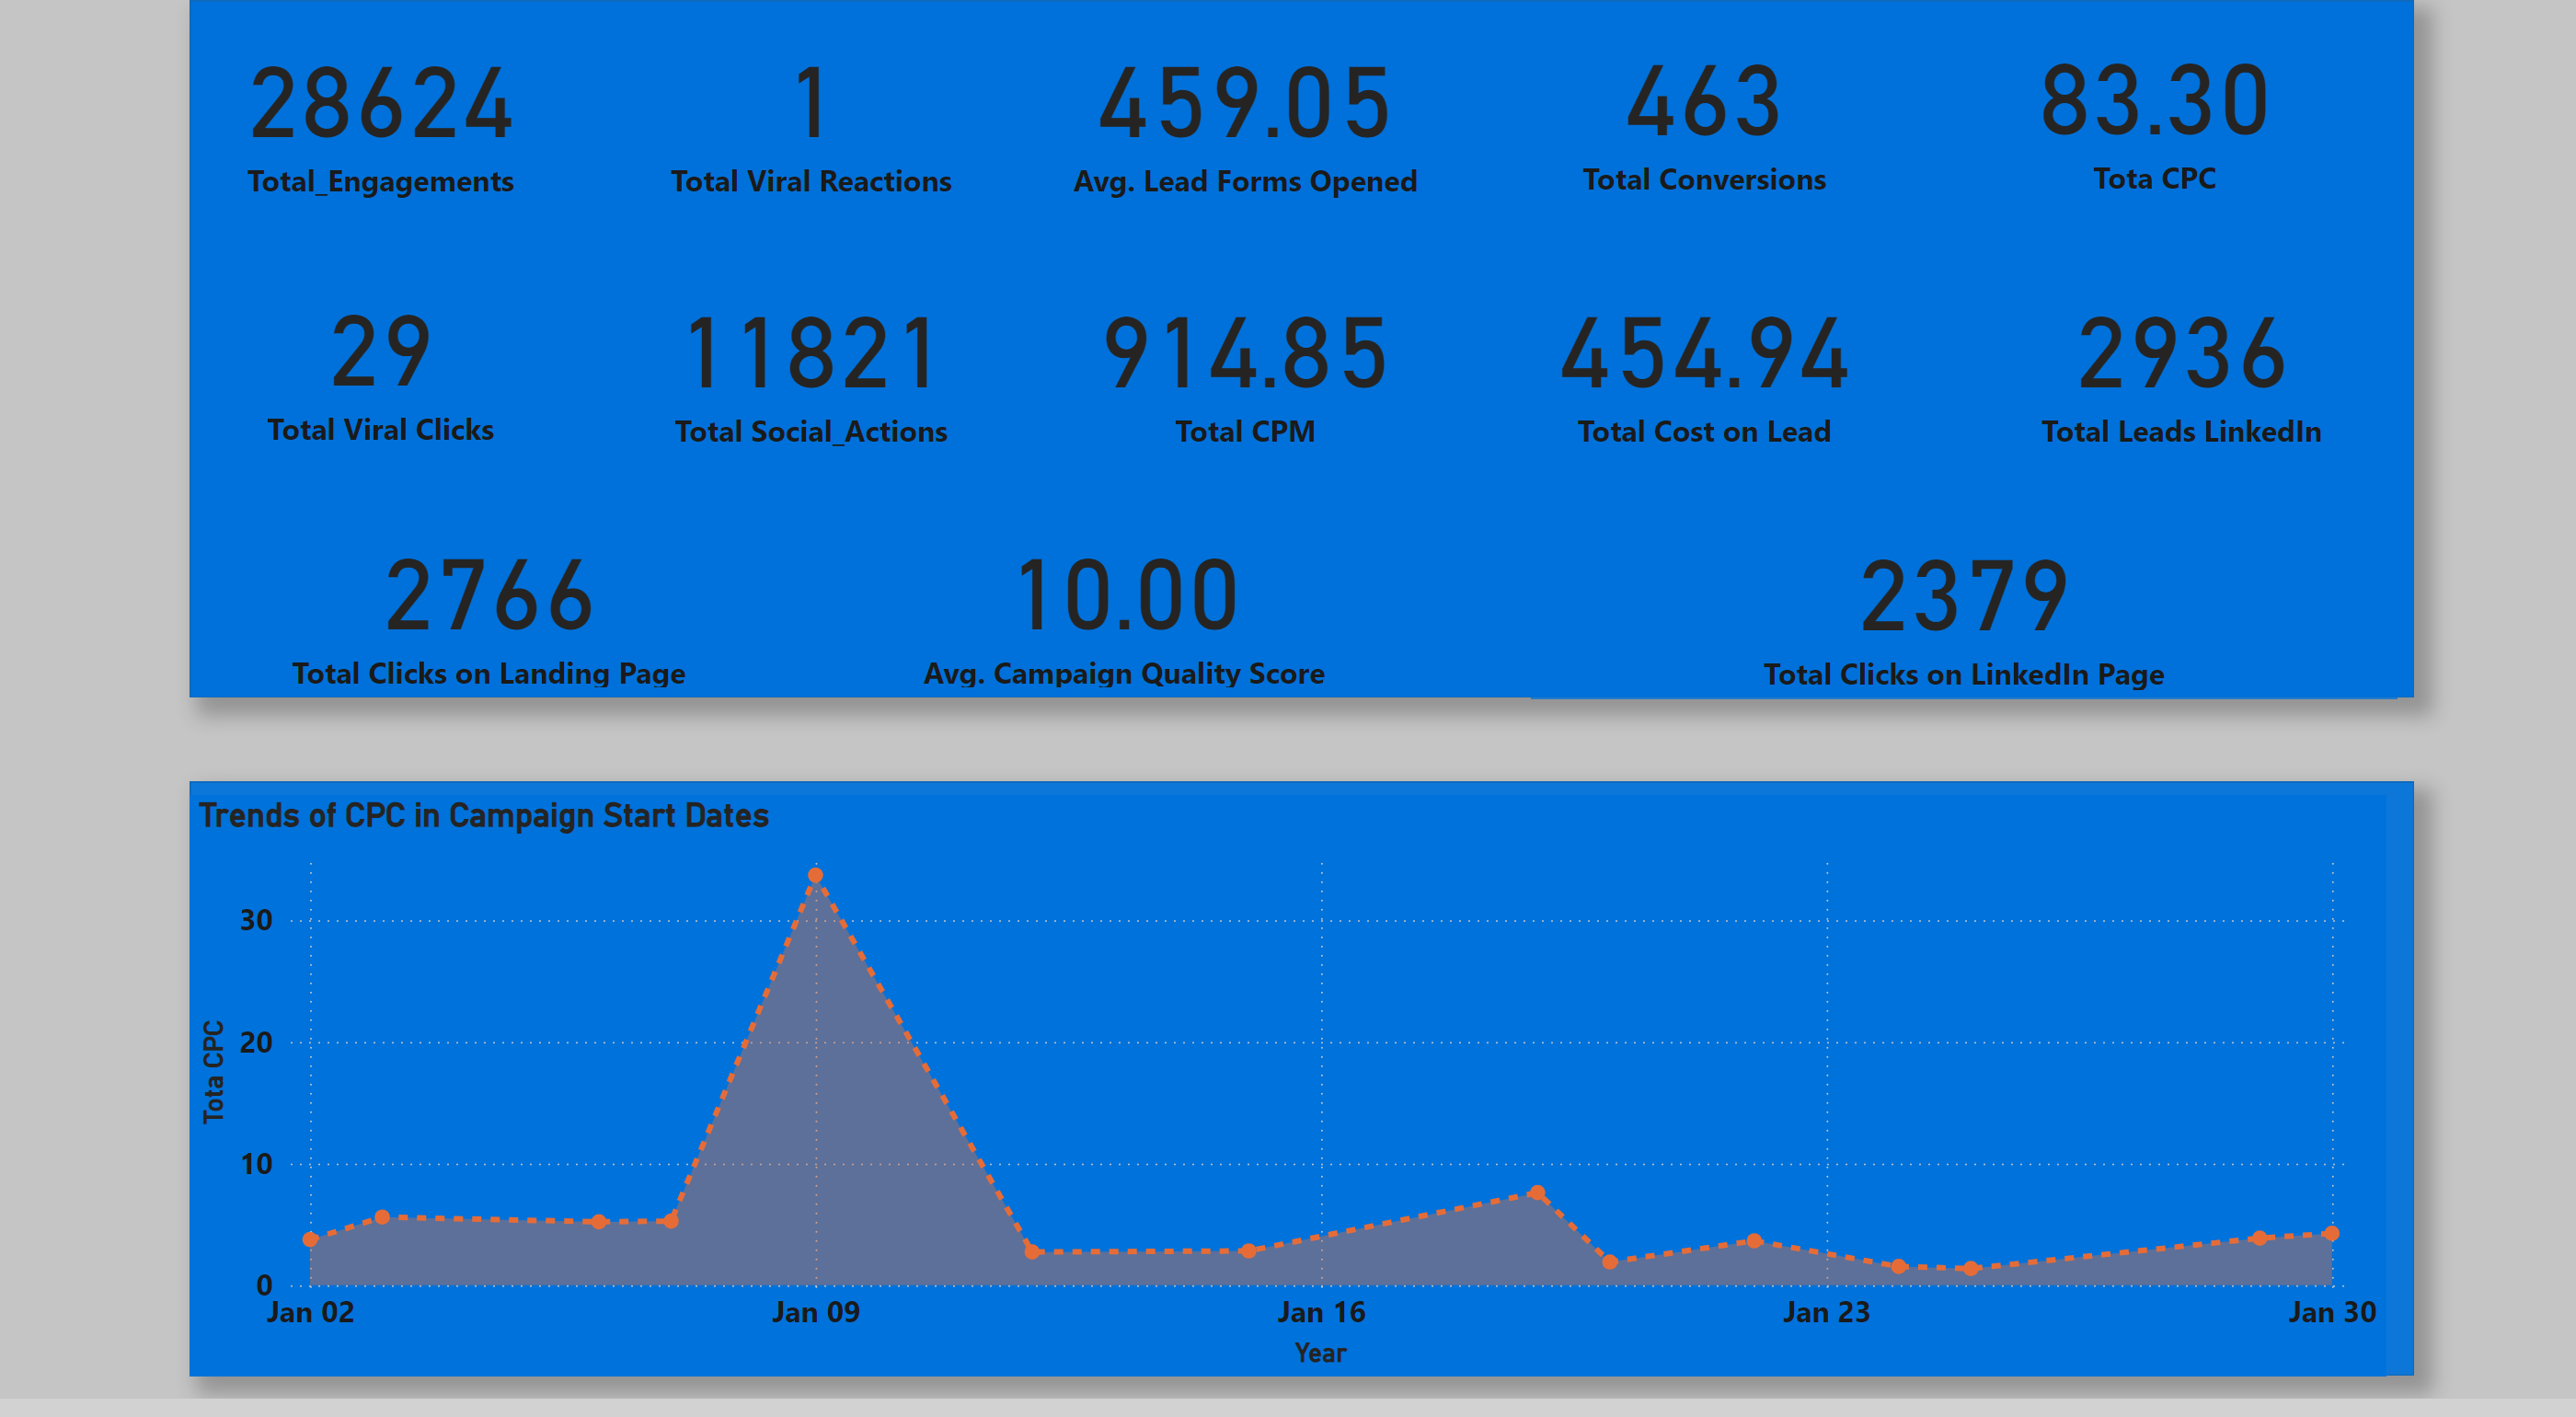 28624
Total_Engagements
1
Total Viral Reactions
459.05
Avg. Lead Forms Opened
463
Total Conversions
83.30
Tota CPC
29
Total Viral Clicks
11821
Total Social_Actions
914.85
Total CPM
454.94
Total Cost on Lead
2936
Total Leads LinkedIn
2766
Total Clicks on Landing Page
10.00
Avg. Campaign Quality Score
2379
Total Clicks on LinkedIn Page
Trends of CPC in Campaign Start Dates
Tota CPC
30
20
10
0
Jan 02
Jan 09
Jan 16
Jan 23
Jan 30
Year